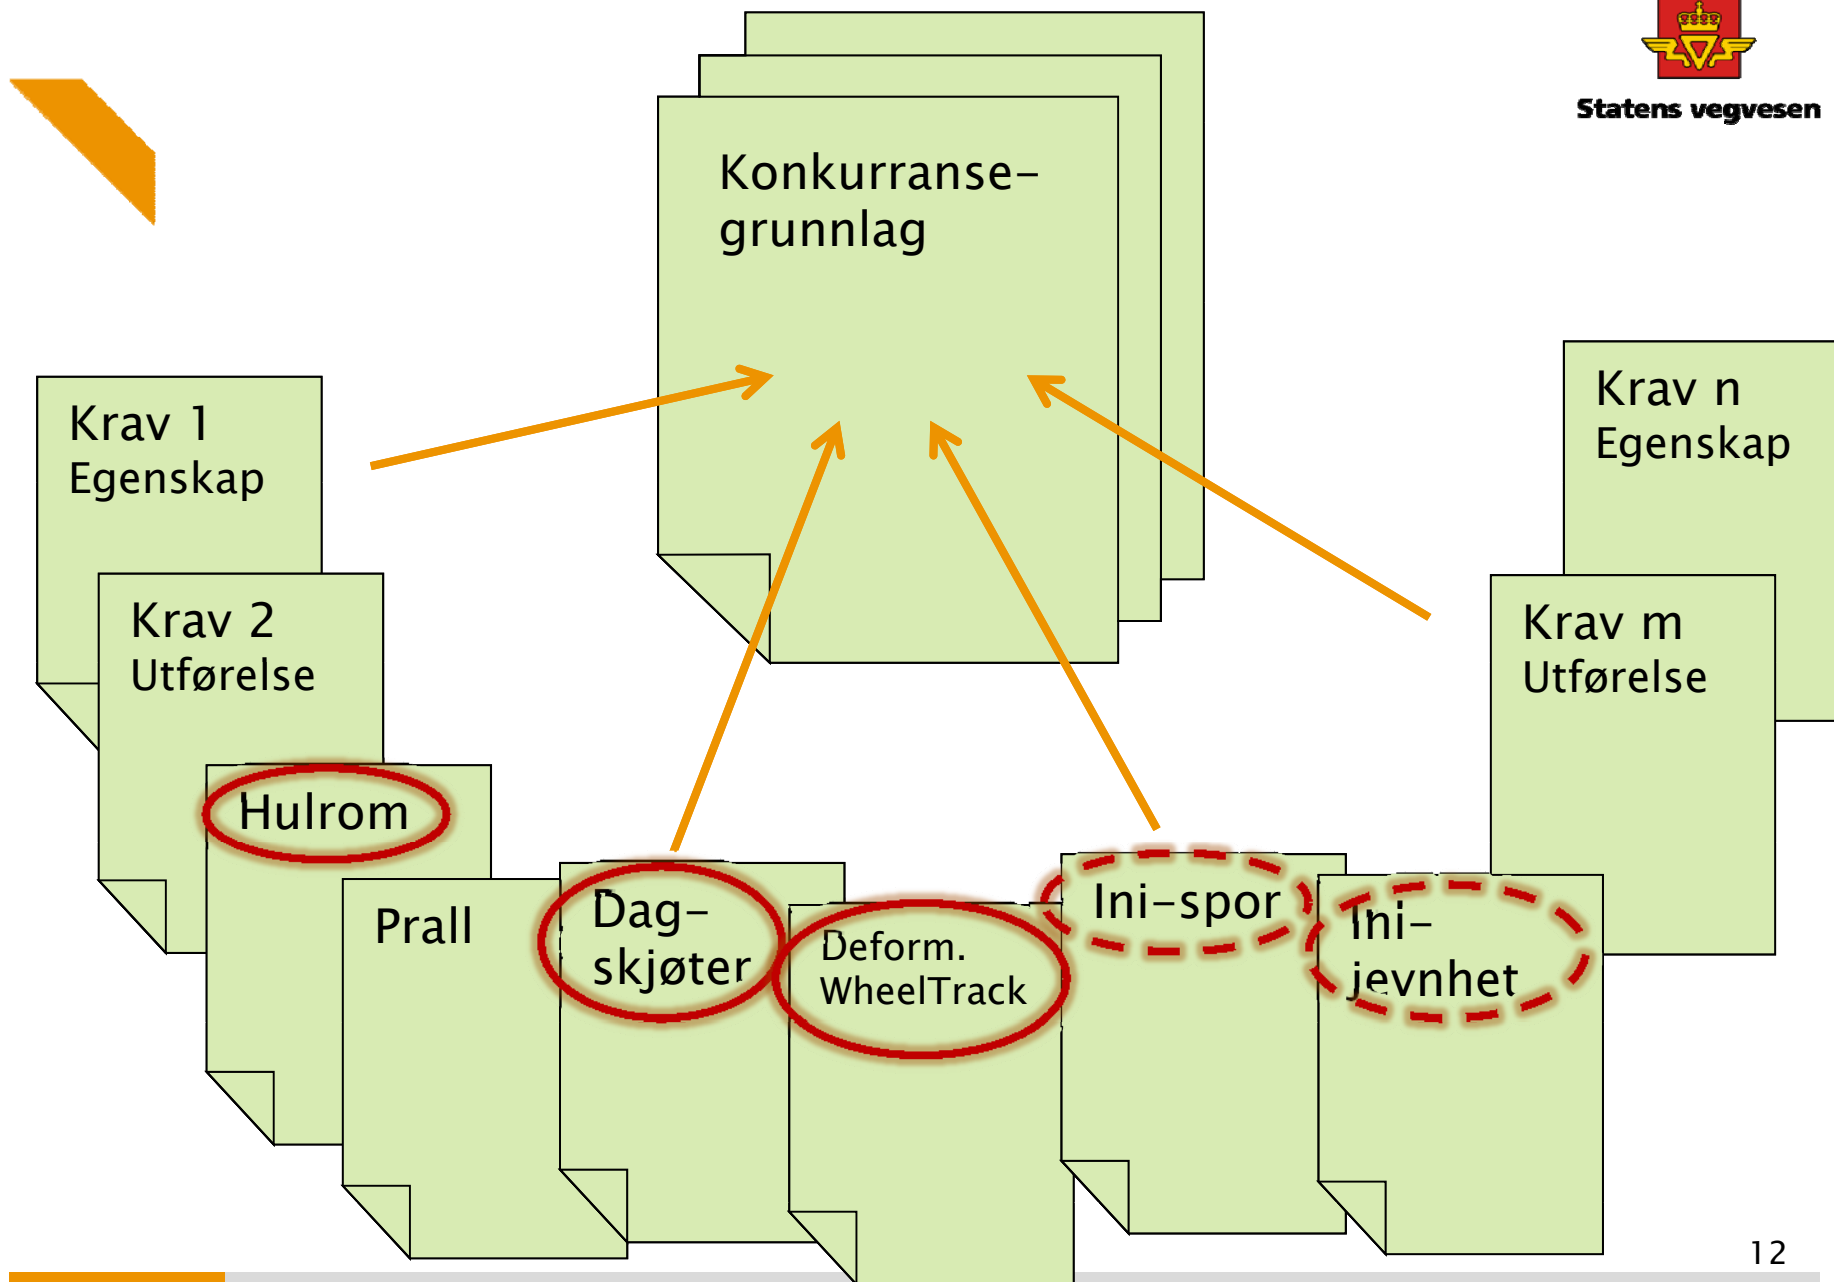 Statens vegvesen
Konkurranse-
grunnlag
Krav 1
Egenskap
Krav n
Egenskap
Krav 2
Utførelse
Krav m
Utførelse
Hulrom
Prall
Dag-
skjøter
Deform.
WheelTrack
Ini-spor
Ini-
jevnhet
12